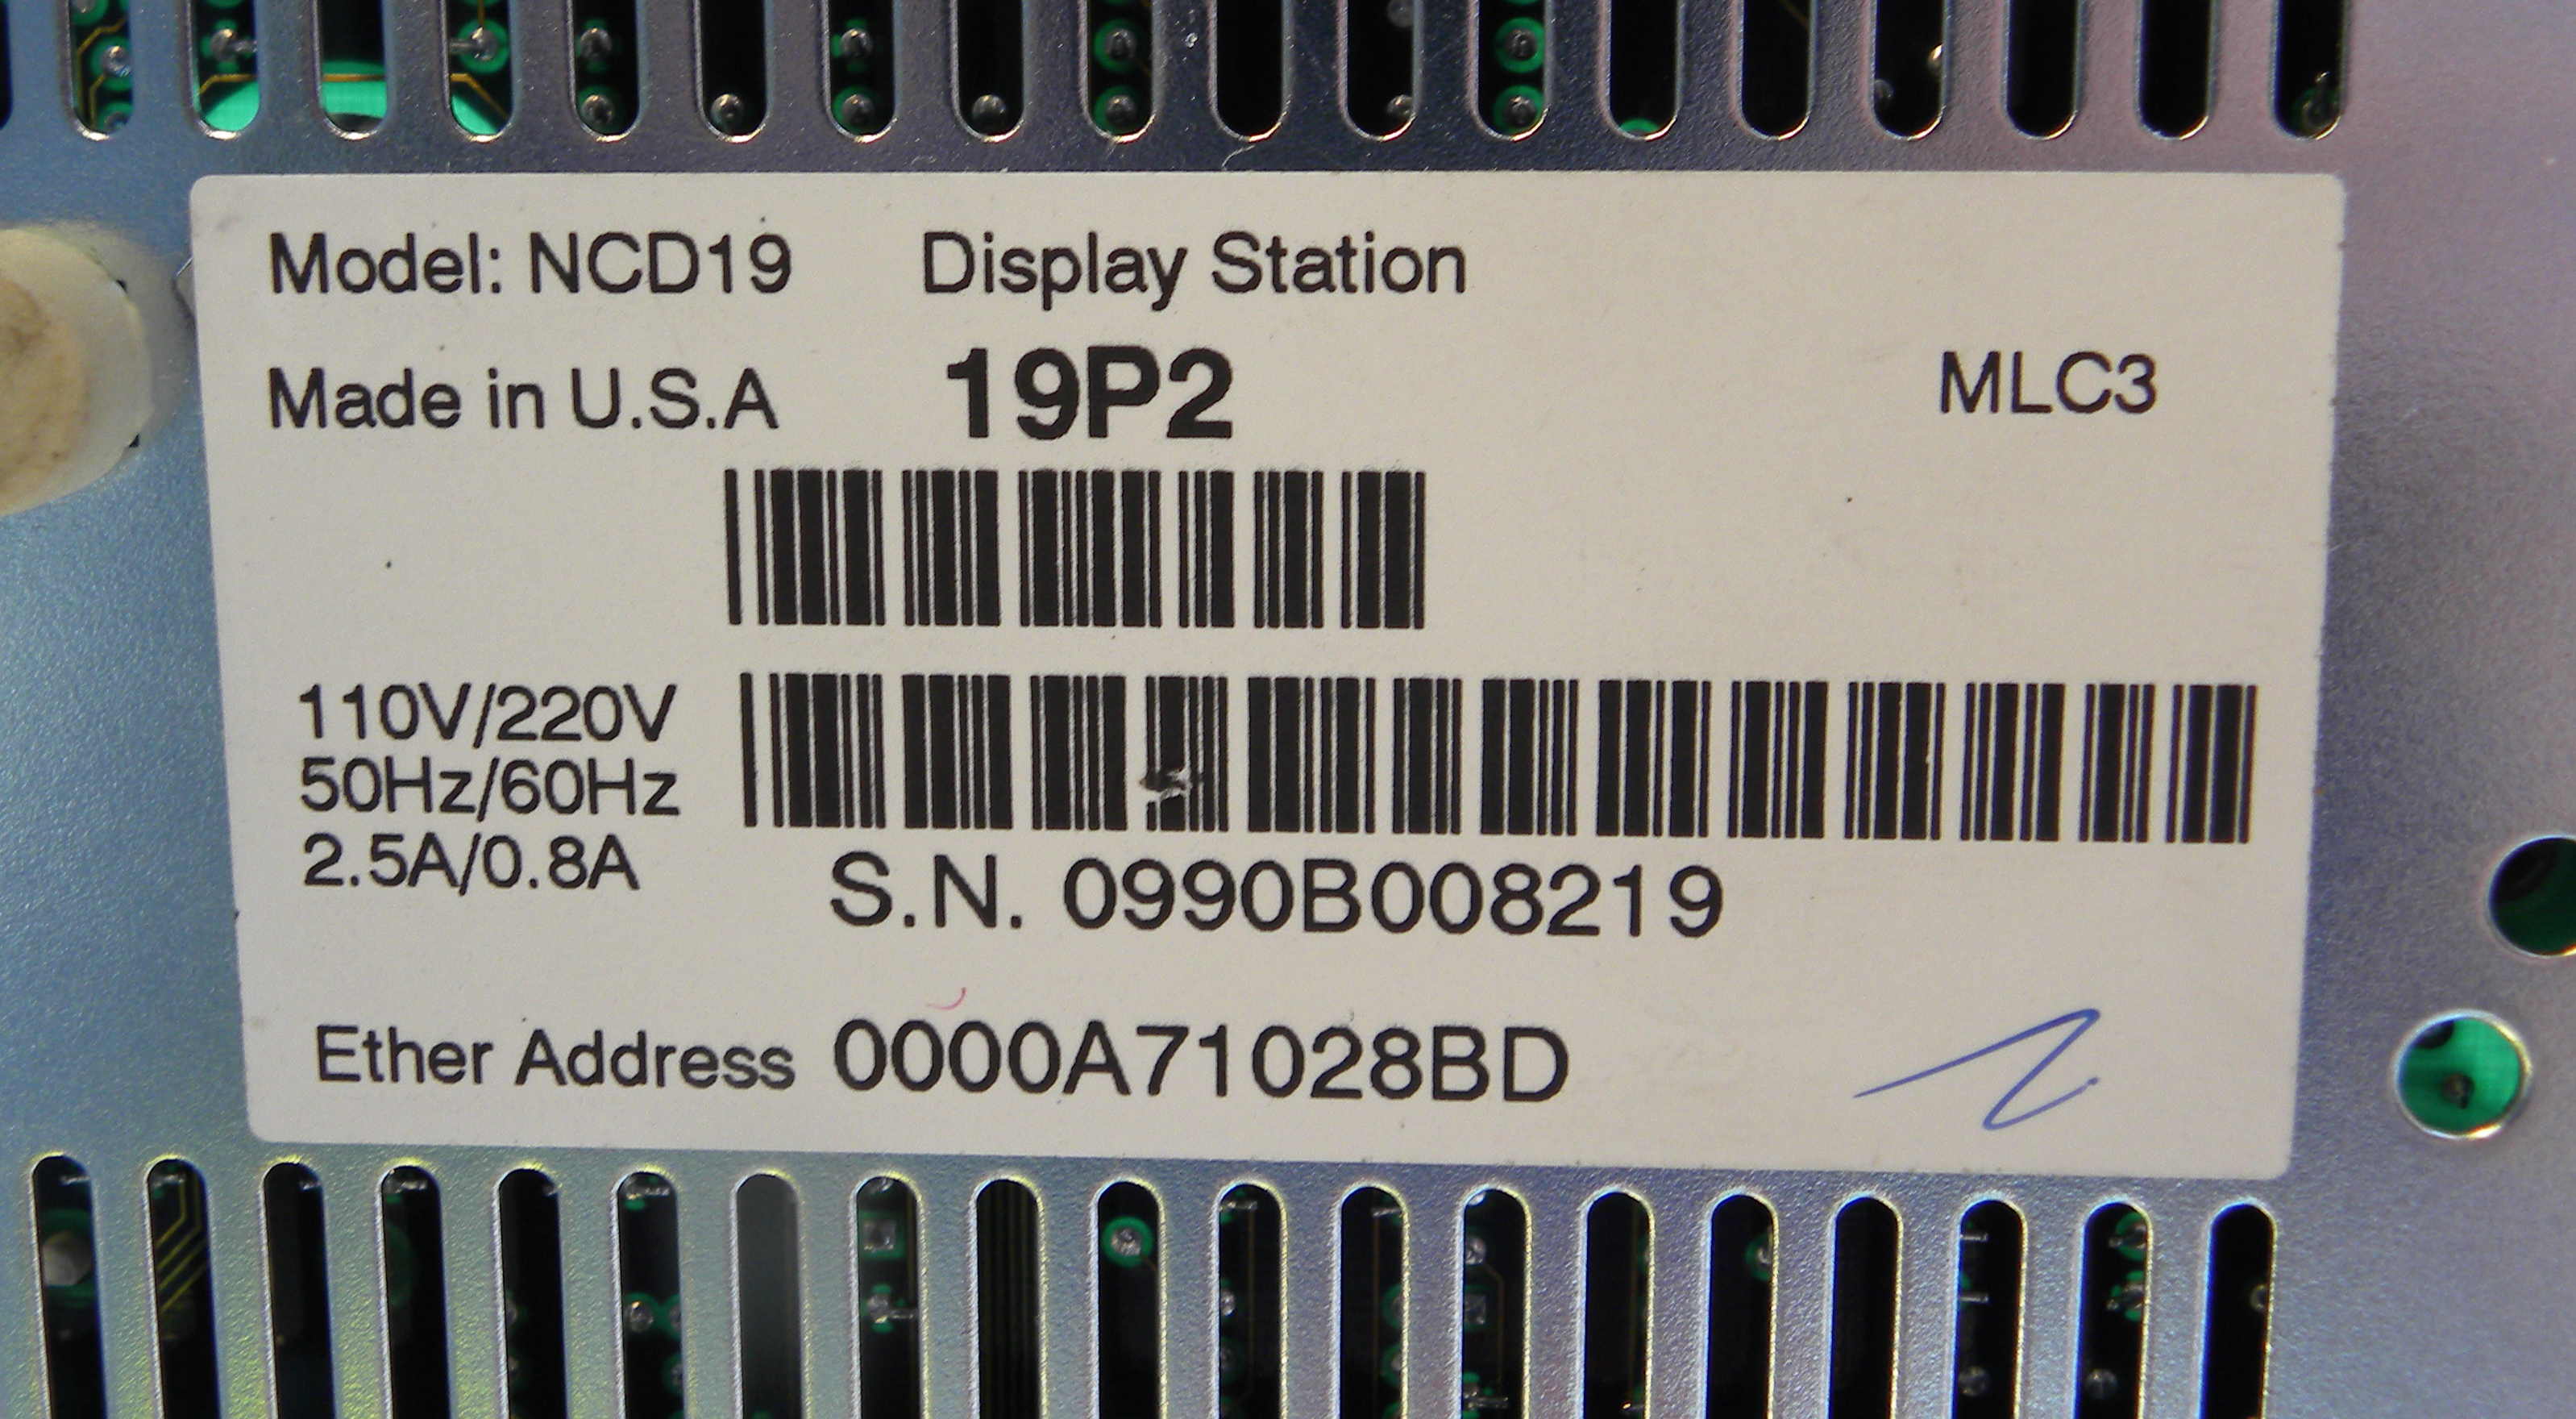 Model: NCD19 Display Station
Made in U.S.A 19P2 MLC3
110V/220V
50Hz/60Hz
2.5A/0.8A
S.N. 0990B008219
Ether Address 0000A71028BD